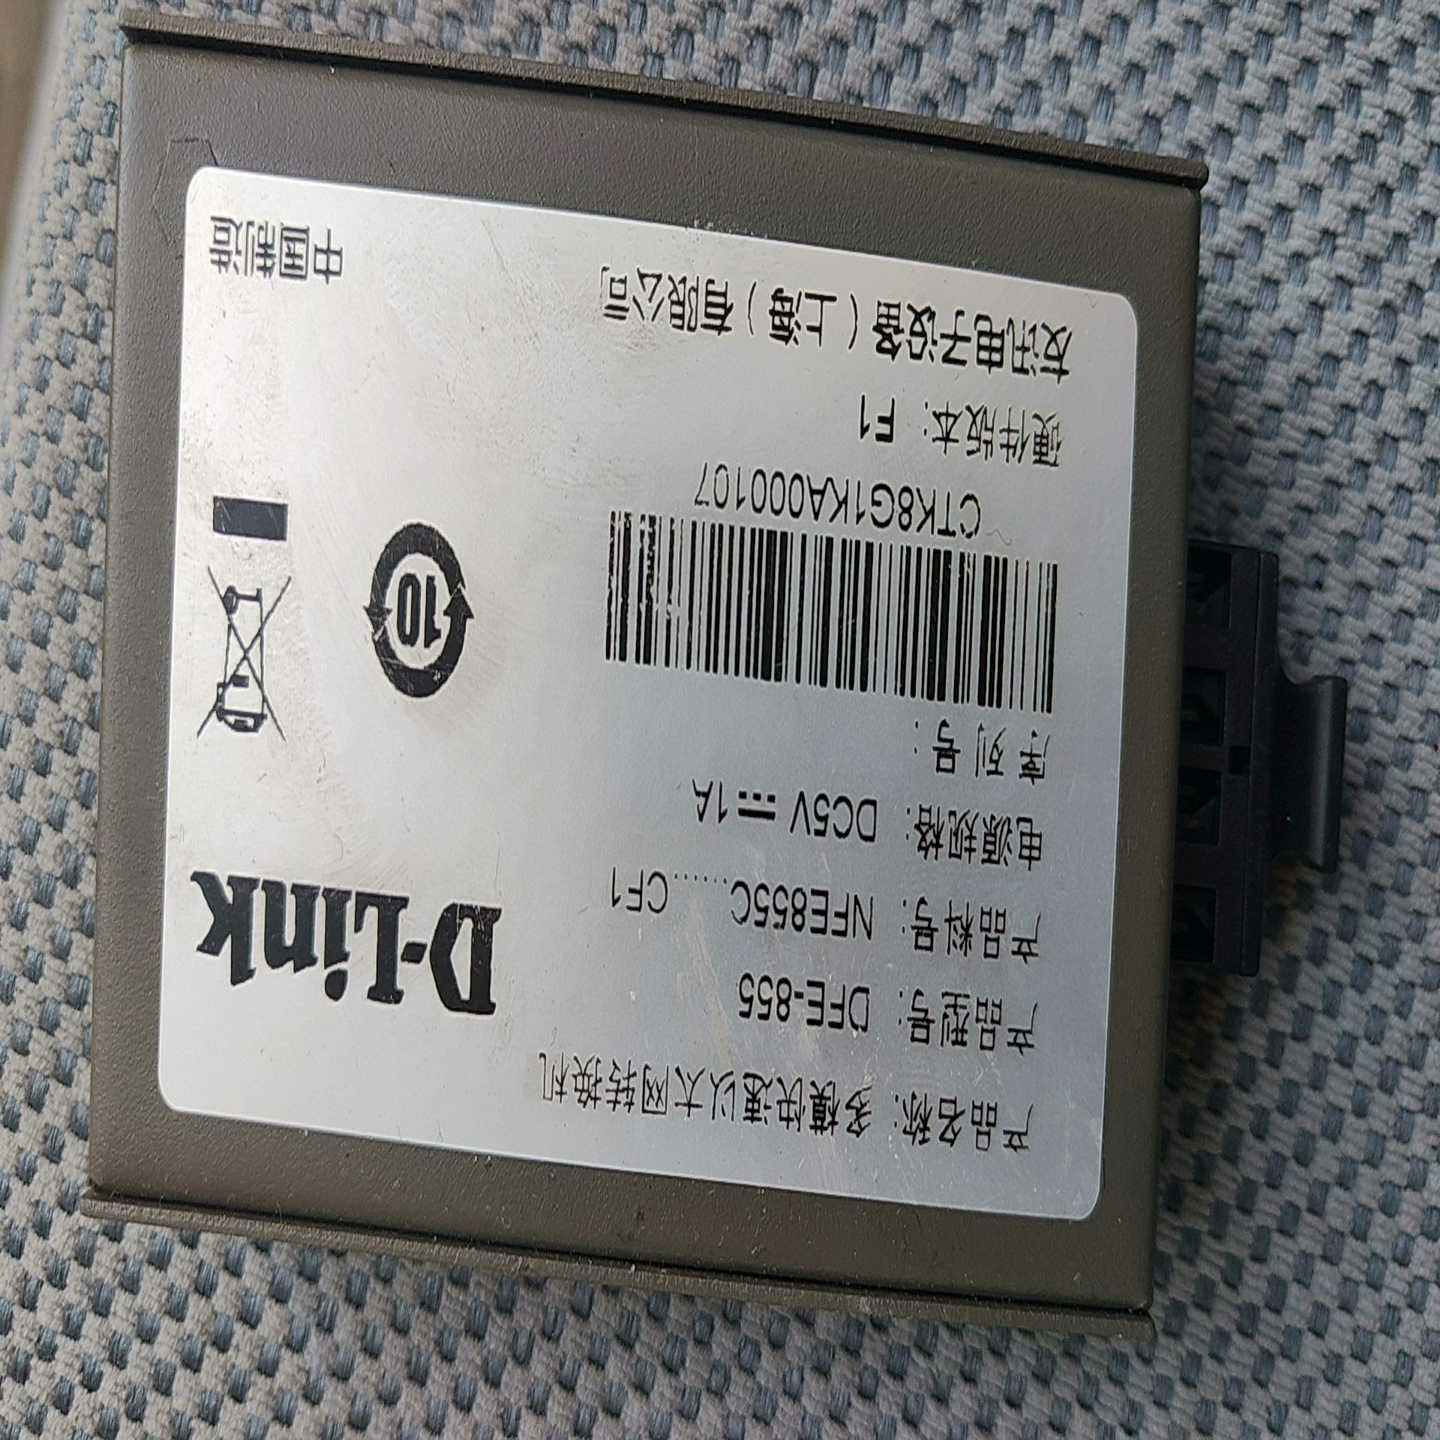 产品名称：多模快速以太网转换机
产品型号：DFE-855
产品料号：NFE855C......CF1
电源规格：DC5V ⎓ 1A
序列号：
CTK8G1KA000107
硬件版本：F1
友讯电子设备（上海）有限公司
D-Link
10
中国制造